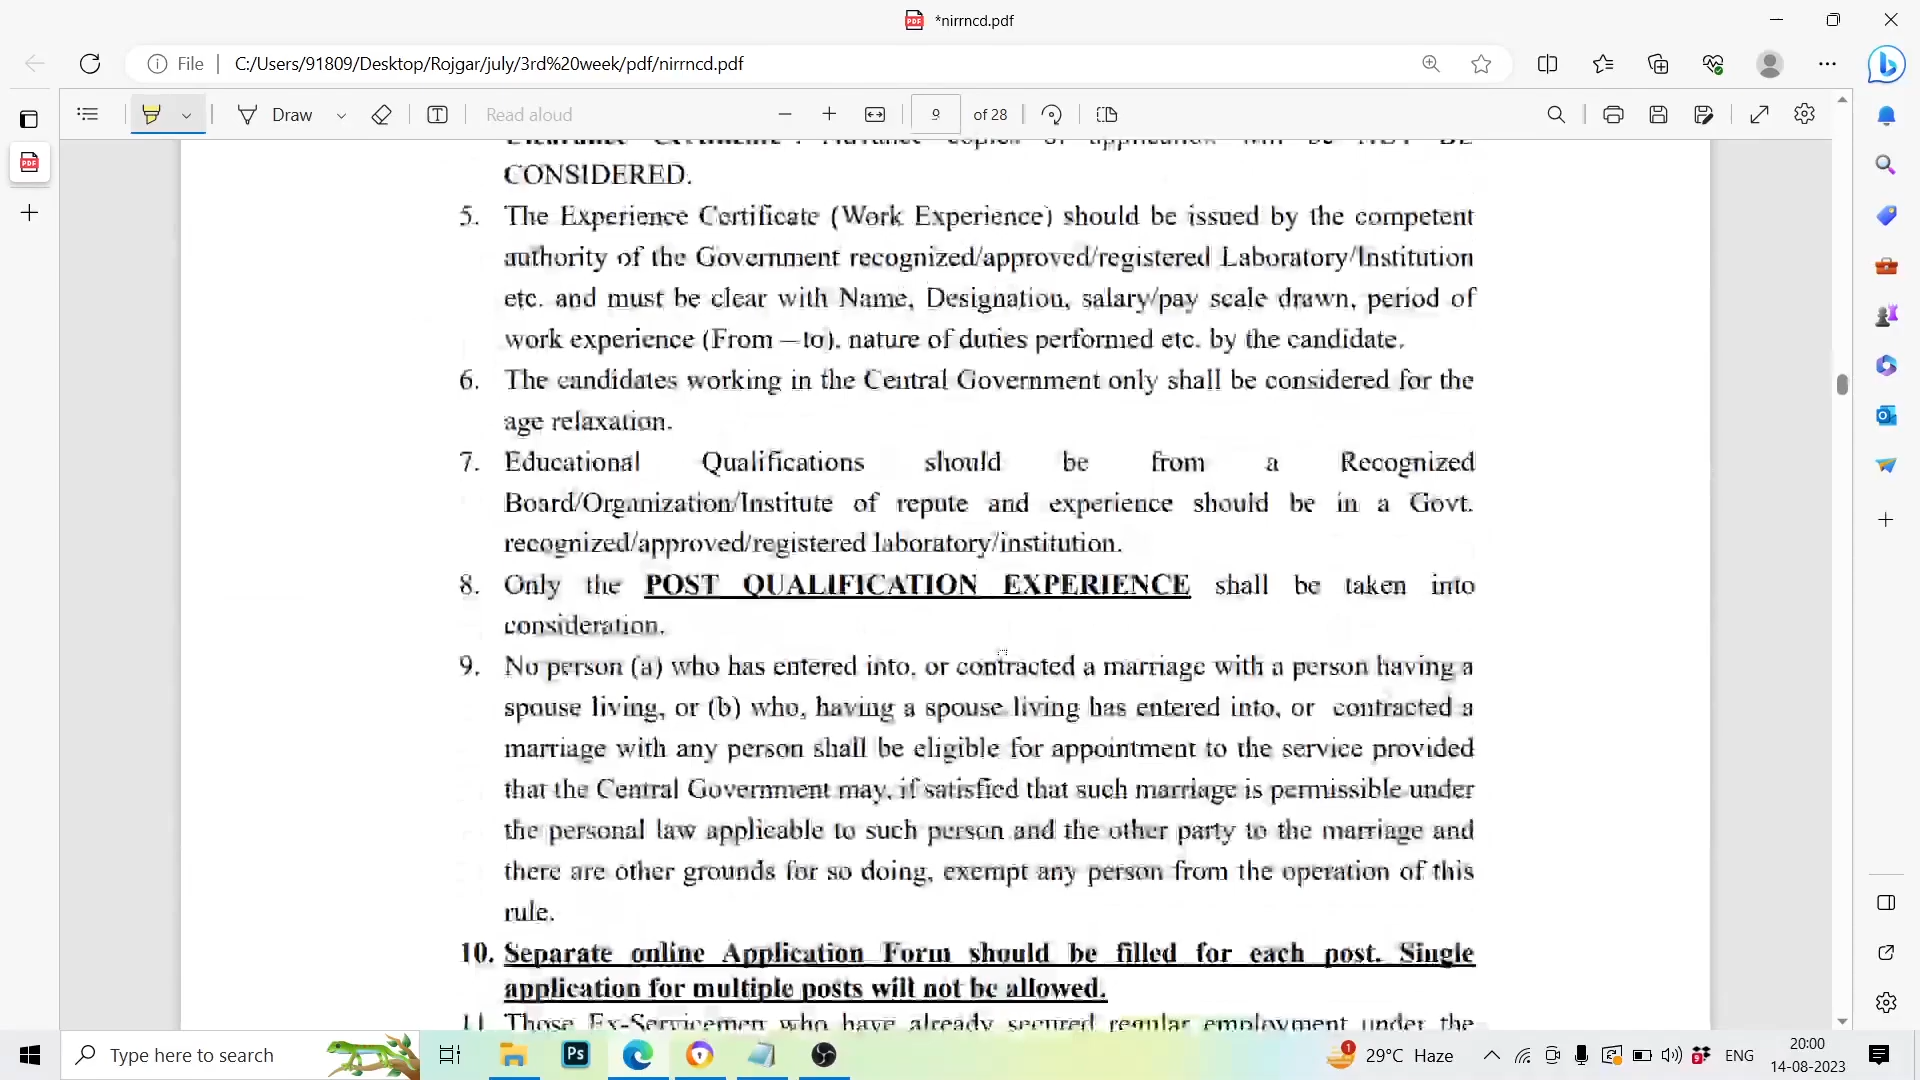 *nirrncd.pdf
File
C:/Users/91809/Desktop/Rojgar/july/3rd%20week/pdf/nirrncd.pdf
Draw
Read aloud
9 of 28
CONSIDERED.
5. The Experience Certificate (Work Experience) should be issued by the competent
authority of the Government recognized/approved/registered Laboratory/Institution
etc. and must be clear with Name, Designation, salary/pay scale drawn, period of
work experience (From –to), nature of duties performed etc. by the candidate.
6. The candidates working in the Central Government only shall be considered for the
age relaxation.
7. Educational Qualifications should be from a Recognized
Board/Organization/Institute of repute and experience should be in a Govt.
recognized/approved/registered laboratory/institution.
8. Only the POST QUALIFICATION EXPERIENCE shall be taken into
consideration.
9. No person (a) who has entered into, or contracted a marriage with a person having a
spouse living, or (b) who, having a spouse living has entered into, or contracted a
marriage with any person shall be eligible for appointment to the service provided
that the Central Government may, if satisfied that such marriage is permissible under
the personal law applicable to such person and the other party to the marriage and
there are other grounds for so doing, exempt any person from the operation of this
rule.
10. Separate online Application Form should be filled for each post. Single
application for multiple posts will not be allowed.
11 Those Ex-Servicemen who have already secured regular employment under the
Type here to search
Ps
1
29°C Haze
ENG
20:00
14-08-2023